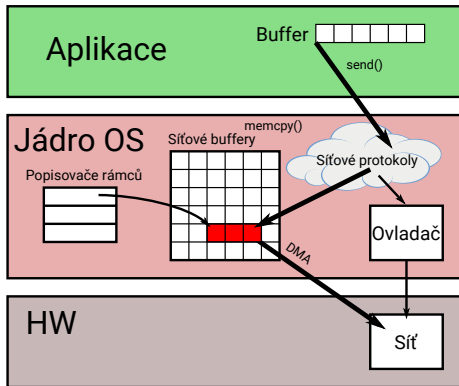 Aplikace
Buffer
send()
Jádro OS
memcpy()
Síťové buffery
Síťové protokoly
Popisovače rámců
Ovladač
DMA
HW
Síť